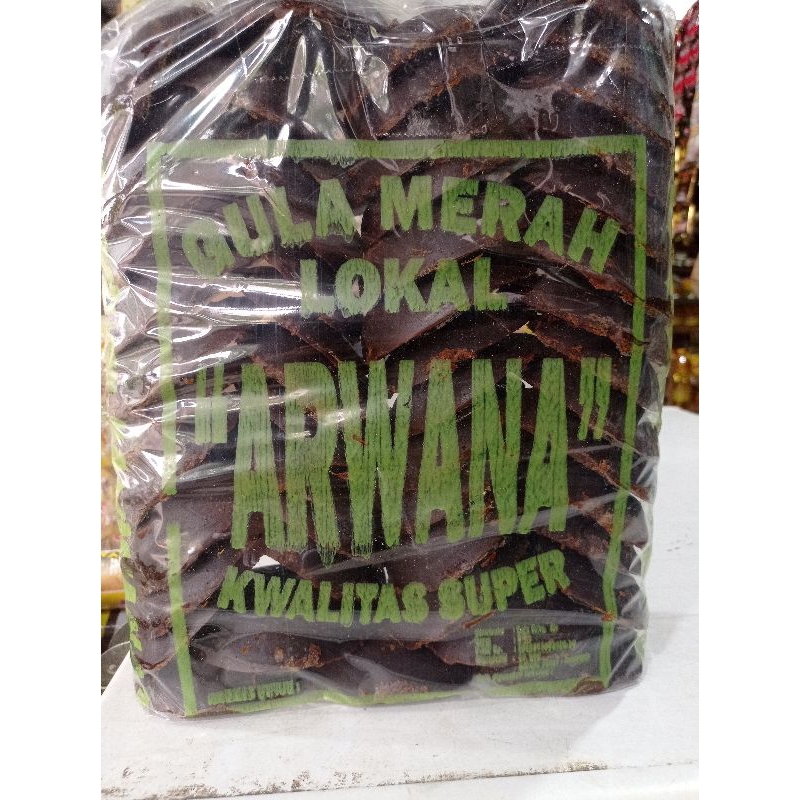 GULA MERAH
LOKAL
"ARWANA"
KWALITAS SUPER